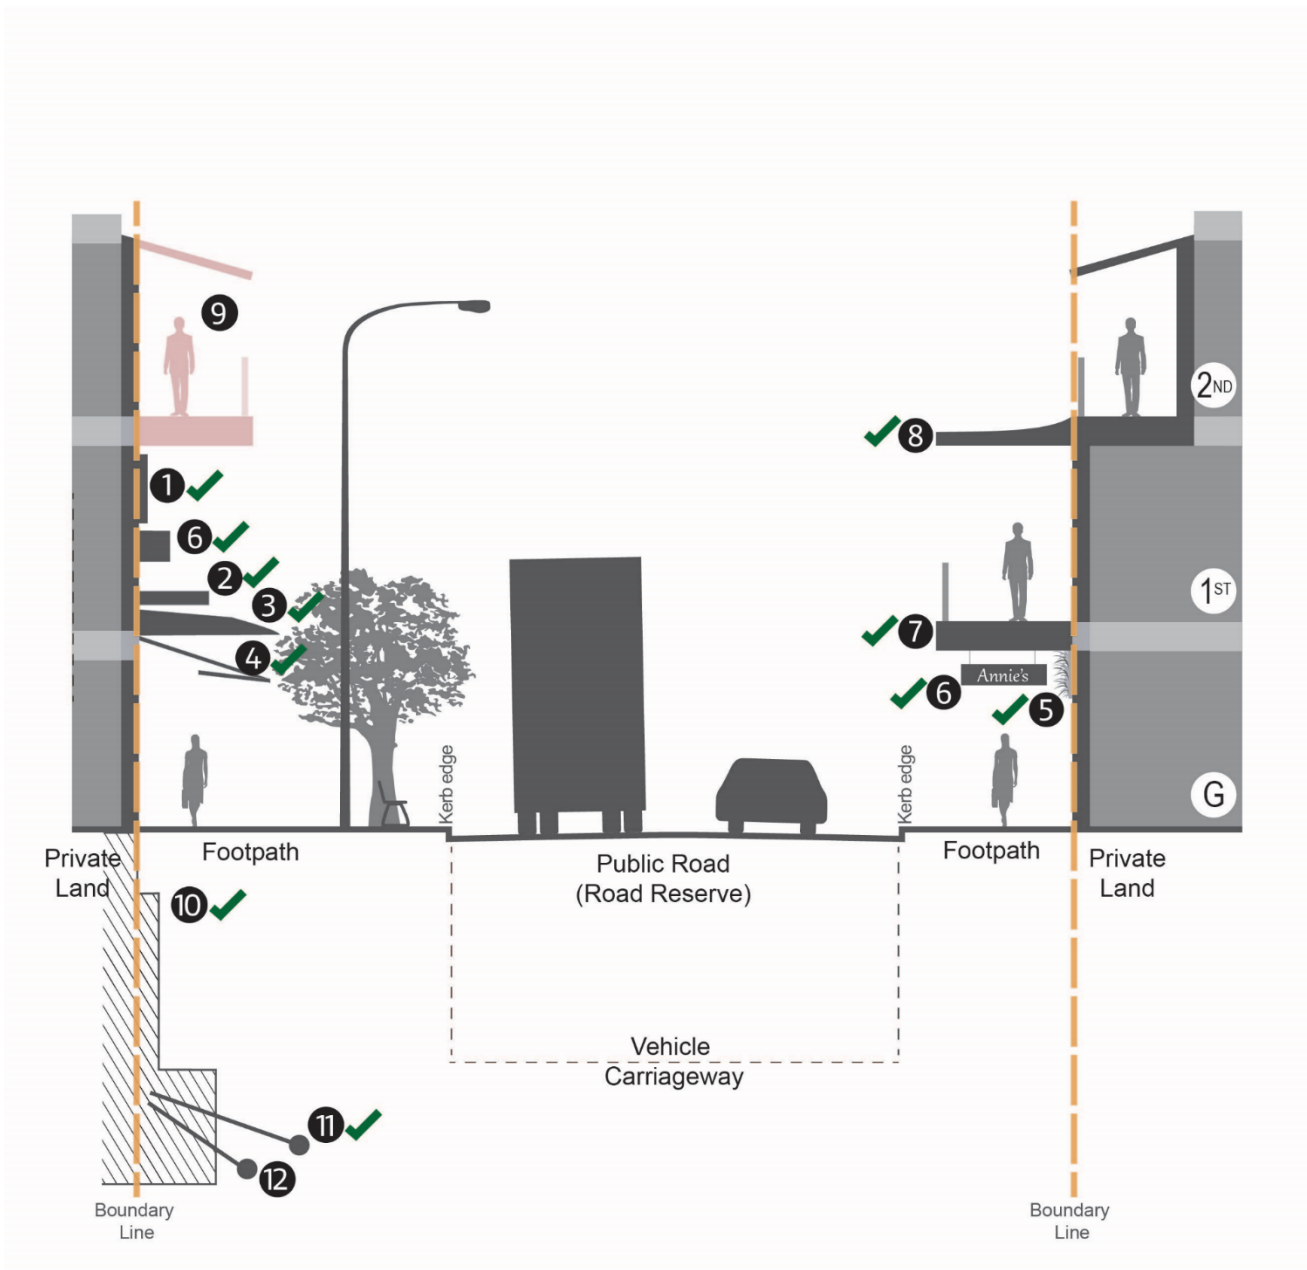 9
2ND
8
1
6
2
3
1ST
7
4
Annie's
6
5
Kerb edge
Kerb edge
G
Private
Land
Footpath
Public Road
(Road Reserve)
Footpath
Private
Land
10
Vehicle
Carriageway
11
12
Boundary
Line
Boundary
Line